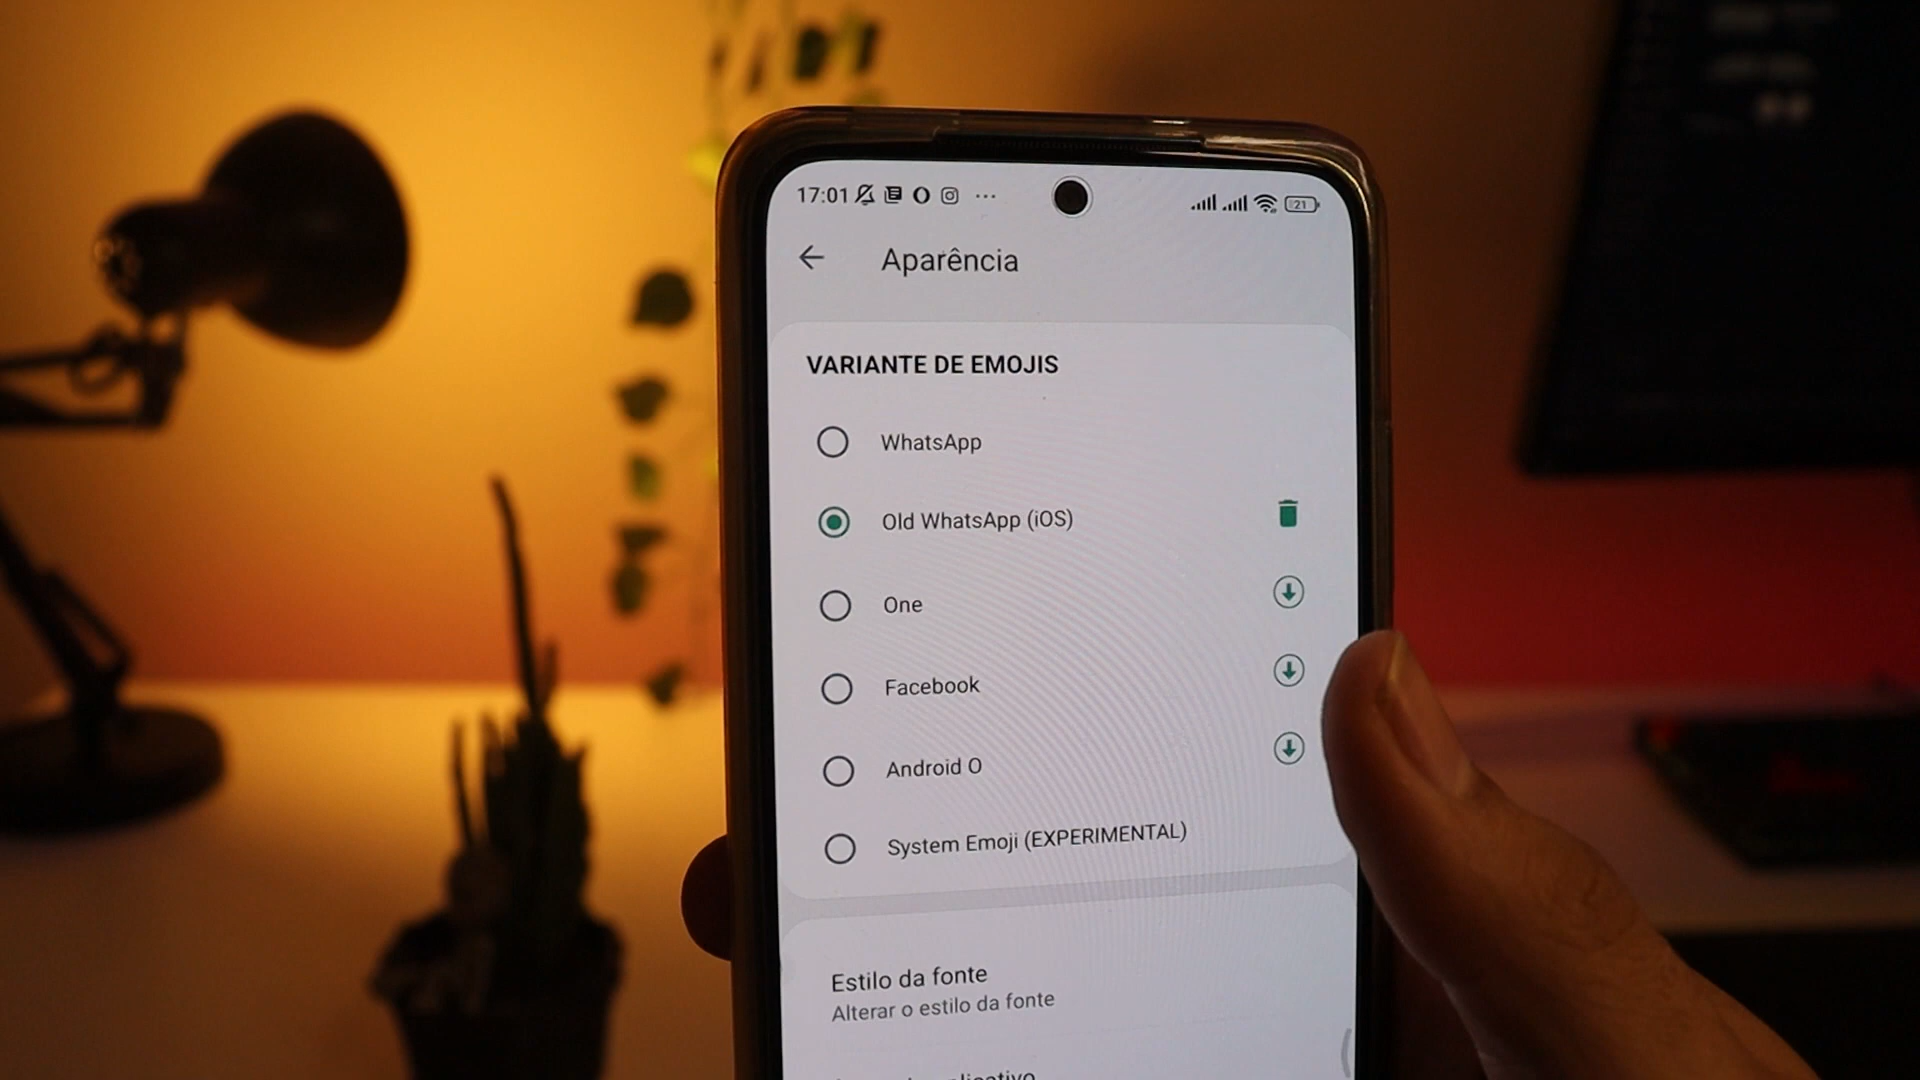 17:01
21
Aparência
VARIANTE DE EMOJIS
WhatsApp
Old WhatsApp (iOS)
One
Facebook
Android O
System Emoji (EXPERIMENTAL)
Estilo da fonte
Alterar o estilo da fonte